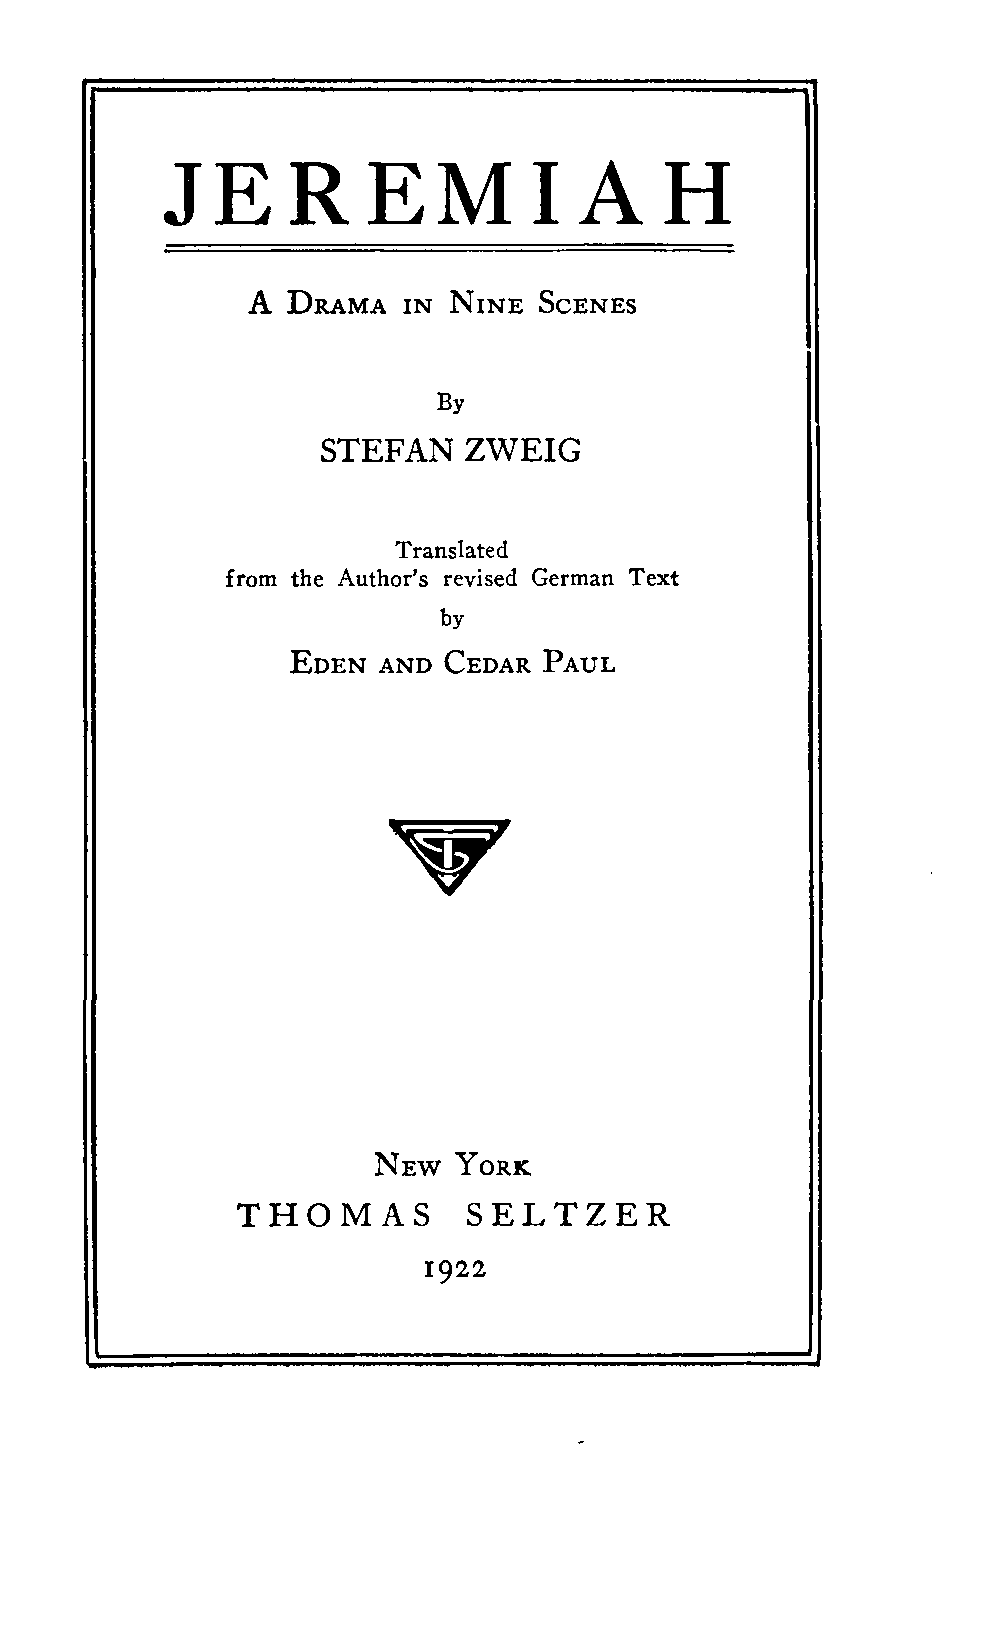 JEREMIAH
A Drama in Nine Scenes
By
STEFAN ZWEIG
Translated
from the Author's revised German Text
by
Eden and Cedar Paul
New York
THOMAS SELTZER
1922